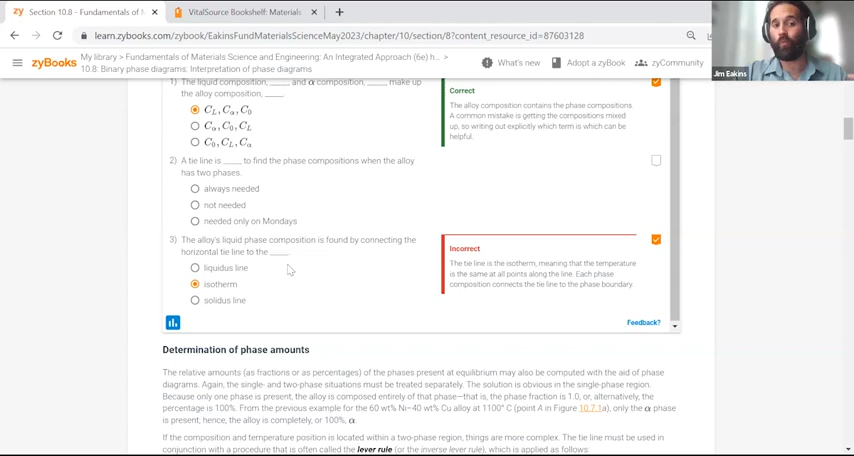 zy Section 10.8 - Fundamentals of M
VitalSource Bookshelf: Materials
learn.zybooks.com/zybook/EakinsFundMaterialsScienceMay2023/chapter/10/section/8?content_resource_id=87603128
zyBooks
My library > Fundamentals of Materials Science and Engineering: An Integrated Approach (6e) h... >
10.8: Binary phase diagrams: Interpretation of phase diagrams
What's new
Adopt a zyBook
zyCommunity
Jim Eakins
1) The liquid composition, _____ and α composition, _____ make up
the alloy composition, _____.
C_L, C_α, C_0
C_α, C_0, C_L
C_0, C_L, C_α
Correct
The alloy composition contains the phase compositions.
A common mistake is getting the compositions mixed
up, so writing out explicitly which term is which can be
helpful.
2) A tie line is _____ to find the phase compositions when the alloy
has two phases.
always needed
not needed
needed only on Mondays
3) The alloy's liquid phase composition is found by connecting the
horizontal tie line to the _____.
liquidus line
isotherm
solidus line
Incorrect
The tie line is the isotherm, meaning that the temperature
is the same at all points along the line. Each phase
composition connects the tie line to the phase boundary.
Feedback?
Determination of phase amounts
The relative amounts (as fractions or as percentages) of the phases present at equilibrium may also be computed with the aid of phase
diagrams. Again, the single- and two-phase situations must be treated separately. The solution is obvious in the single-phase region.
Because only one phase is present, the alloy is composed entirely of that phase—that is, the phase fraction is 1.0, or, alternatively, the
percentage is 100%. From the previous example for the 60 wt% Ni–40 wt% Cu alloy at 1100° C (point A in Figure 10.7.1a), only the α phase
is present; hence, the alloy is completely, or 100%, α.
If the composition and temperature position is located within a two-phase region, things are more complex. The tie line must be used in
conjunction with a procedure that is often called the lever rule (or the inverse lever rule), which is applied as follows: